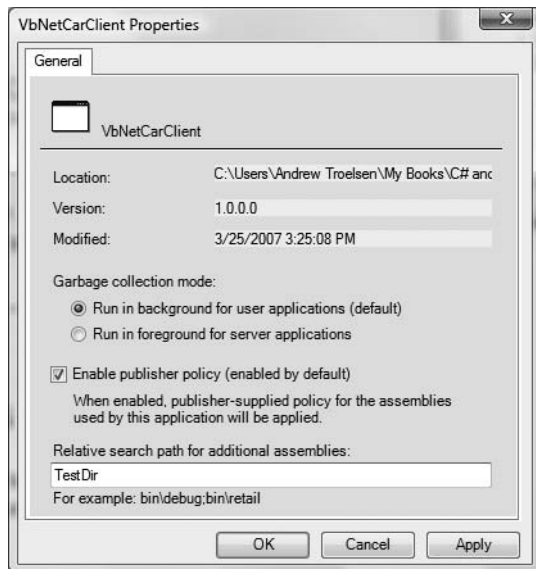 VbNetCarClient Properties
General
VbNetCarClient
Location: C:\Users\Andrew Troelsen\My Books\C# anc
Version: 1.0.0.0
Modified: 3/25/2007 3:25:08 PM
Garbage collection mode:
Run in background for user applications (default)
Run in foreground for server applications
Enable publisher policy (enabled by default)
When enabled, publisher-supplied policy for the assemblies
used by this application will be applied.
Relative search path for additional assemblies:
TestDir
For example: bin\debug;bin\retail
OK Cancel Apply